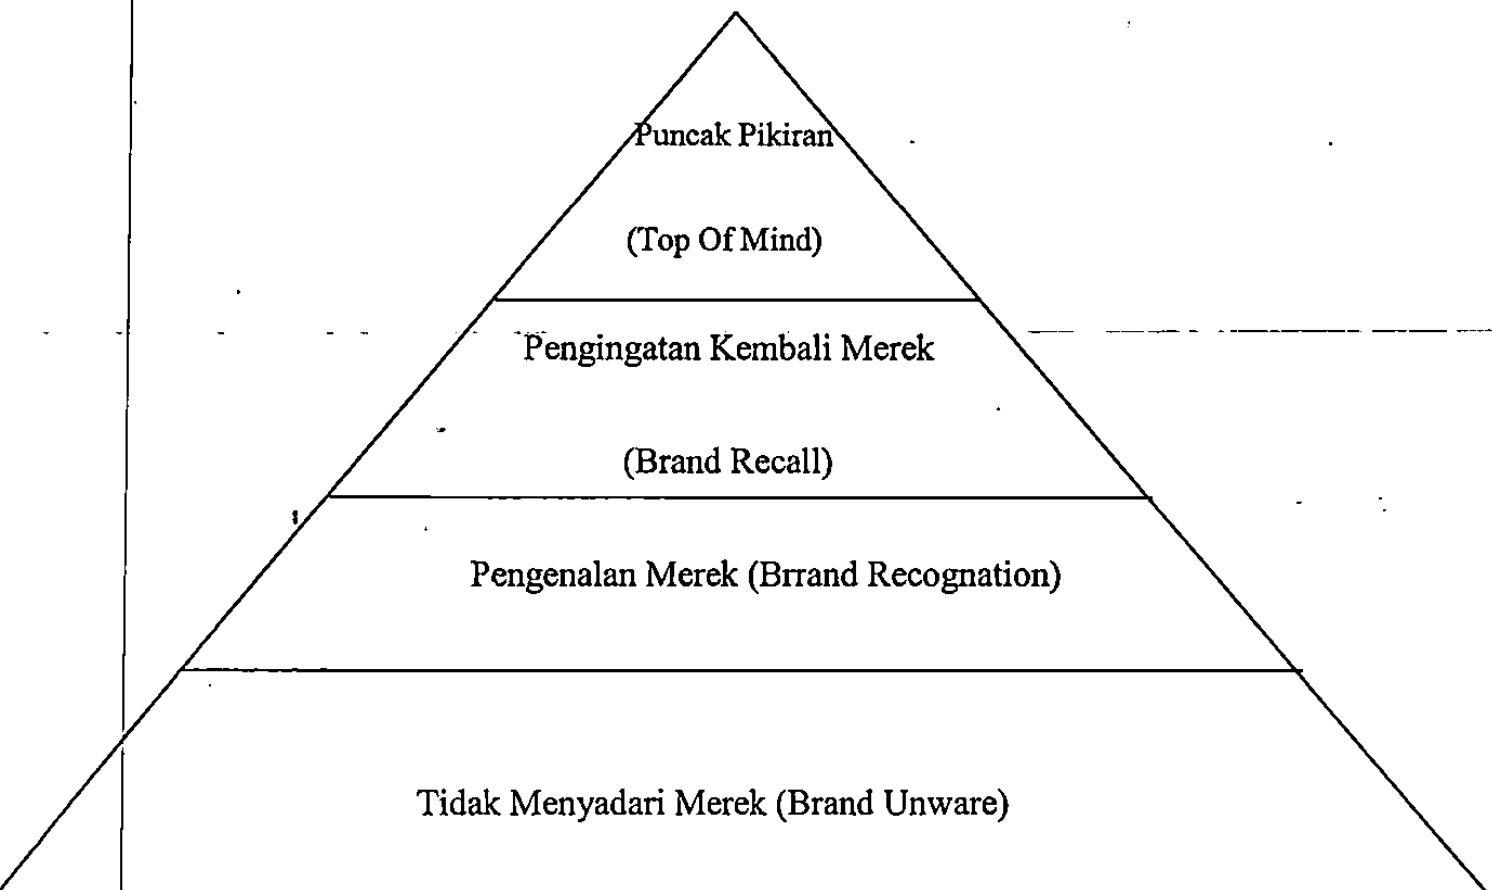 Puncak Pikiran
(Top Of Mind)
Pengingatan Kembali Merek
(Brand Recall)
Pengenalan Merek (Brrand Recognation)
Tidak Menyadari Merek (Brand Unware)